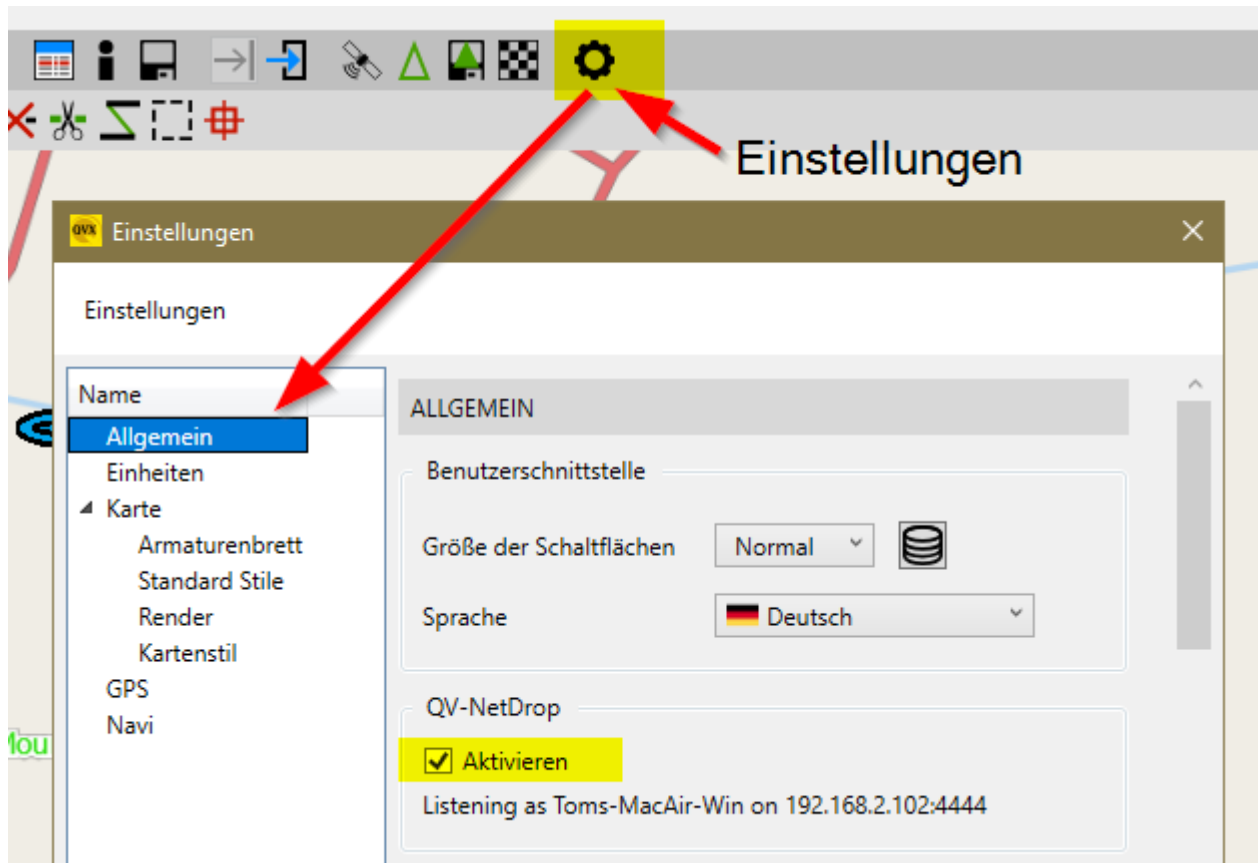 Einstellungen
QVX Einstellungen
Einstellungen
Name
Allgemein
Einheiten
Karte
Armaturenbrett
Standard Stile
Render
Kartenstil
GPS
Navi
ALLGEMEIN
Benutzerschnittstelle
Größe der Schaltflächen Normal
Sprache Deutsch
QV-NetDrop
Aktivieren
Listening as Toms-MacAir-Win on 192.168.2.102:4444